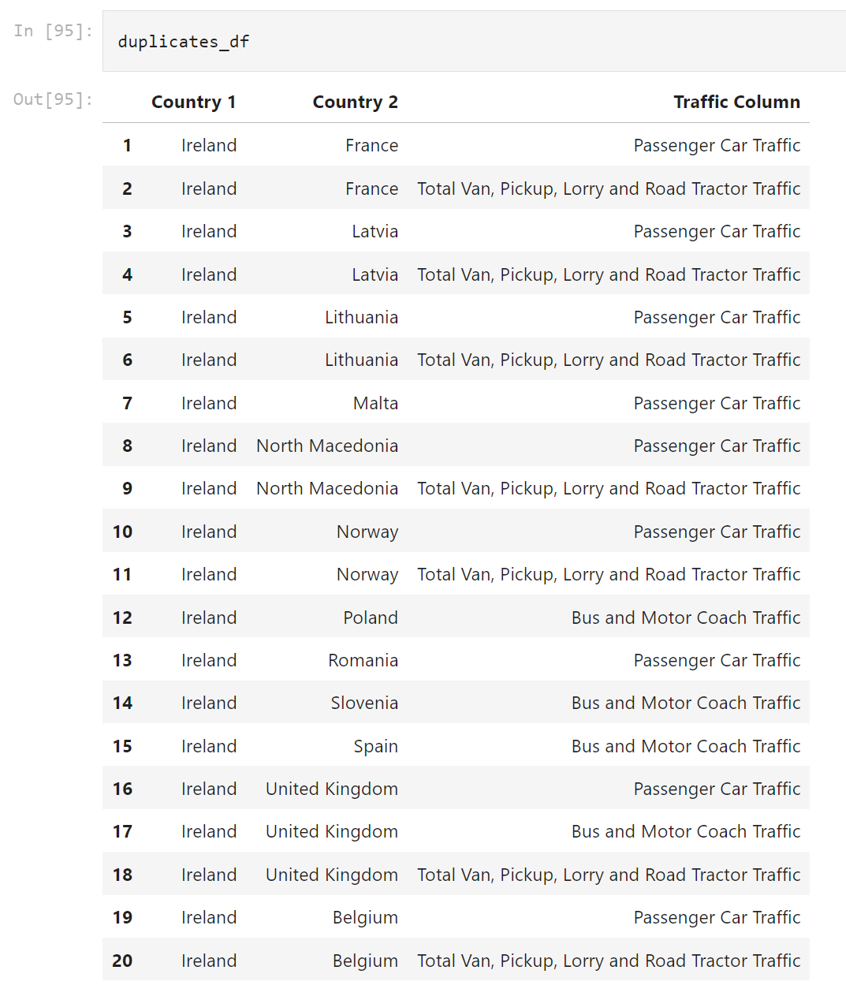 In [95]: duplicates_df
Out[95]: Country 1 Country 2 Traffic Column
1 Ireland France Passenger Car Traffic
2 Ireland France Total Van, Pickup, Lorry and Road Tractor Traffic
3 Ireland Latvia Passenger Car Traffic
4 Ireland Latvia Total Van, Pickup, Lorry and Road Tractor Traffic
5 Ireland Lithuania Passenger Car Traffic
6 Ireland Lithuania Total Van, Pickup, Lorry and Road Tractor Traffic
7 Ireland Malta Passenger Car Traffic
8 Ireland North Macedonia Passenger Car Traffic
9 Ireland North Macedonia Total Van, Pickup, Lorry and Road Tractor Traffic
10 Ireland Norway Passenger Car Traffic
11 Ireland Norway Total Van, Pickup, Lorry and Road Tractor Traffic
12 Ireland Poland Bus and Motor Coach Traffic
13 Ireland Romania Passenger Car Traffic
14 Ireland Slovenia Bus and Motor Coach Traffic
15 Ireland Spain Bus and Motor Coach Traffic
16 Ireland United Kingdom Passenger Car Traffic
17 Ireland United Kingdom Bus and Motor Coach Traffic
18 Ireland United Kingdom Total Van, Pickup, Lorry and Road Tractor Traffic
19 Ireland Belgium Passenger Car Traffic
20 Ireland Belgium Total Van, Pickup, Lorry and Road Tractor Traffic